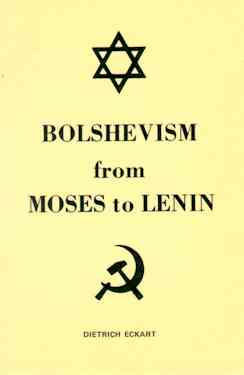 BOLSHEVISM
from
MOSES to LENIN
DIETRICH ECKART